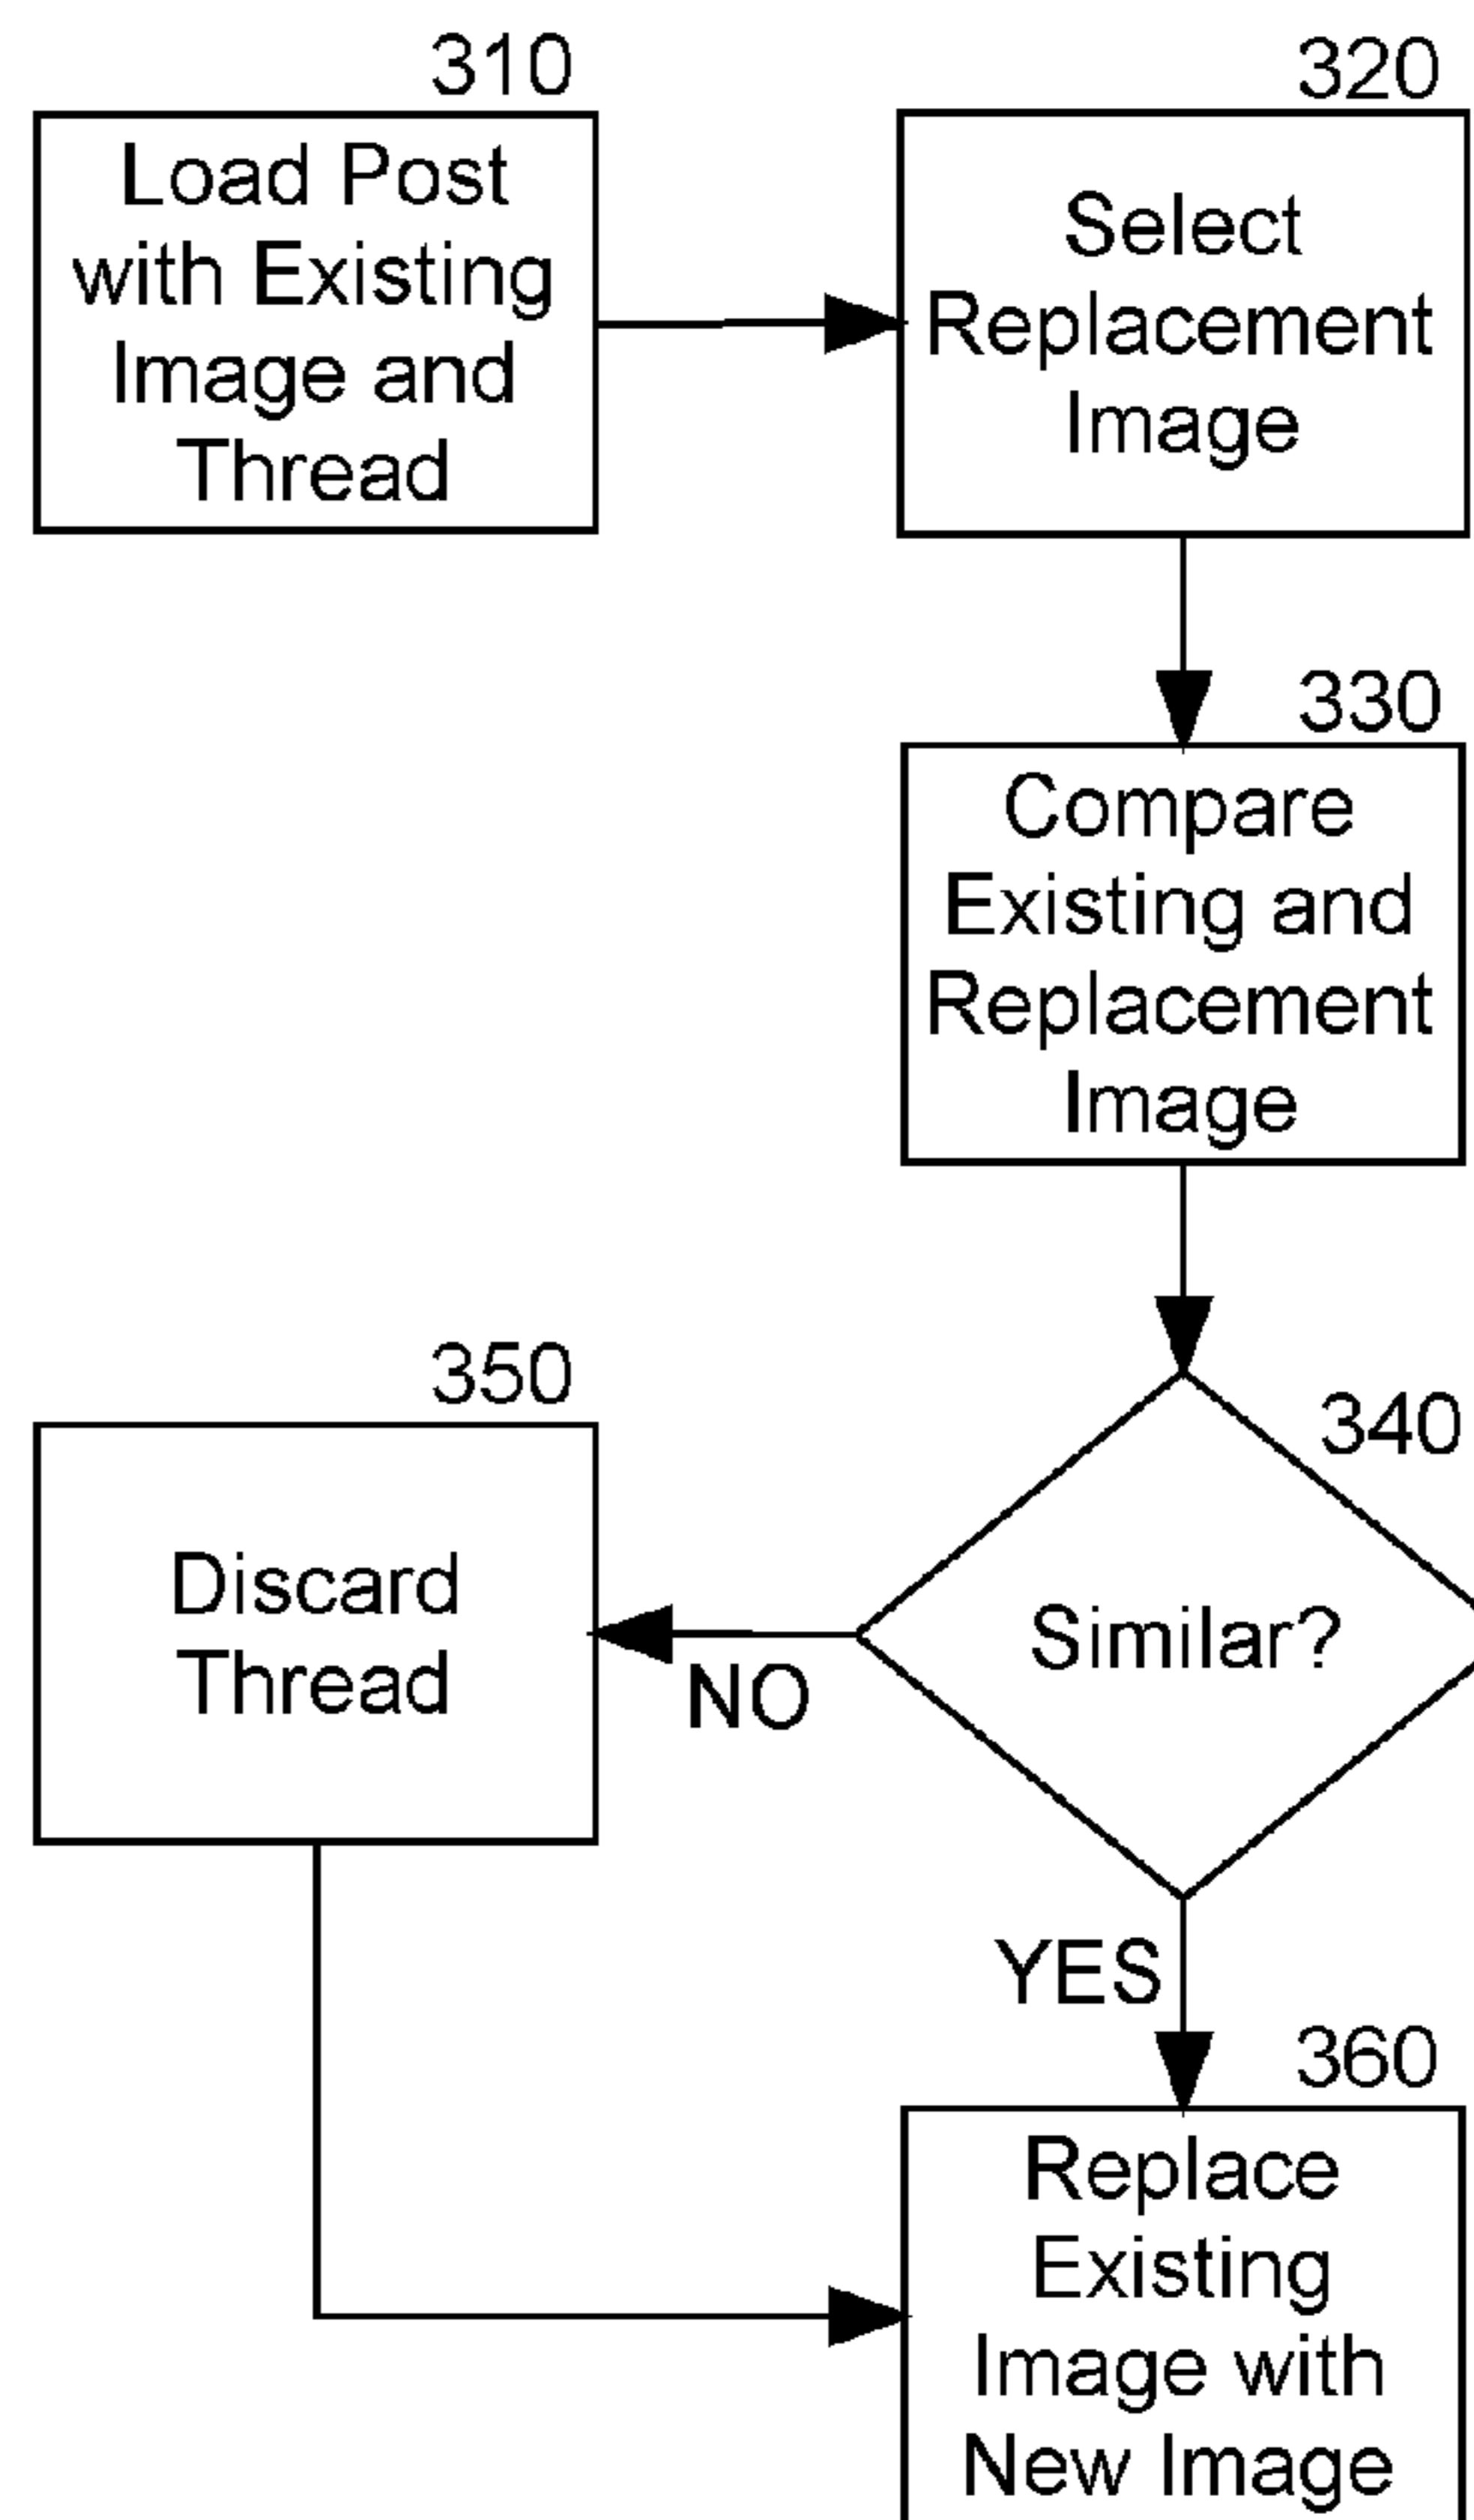 310
Load Post
with Existing
Image and
Thread
320
Select
Replacement
Image
330
Compare
Existing and
Replacement
Image
340
Similar?
NO
350
Discard
Thread
YES
360
Replace
Existing
Image with
New Image